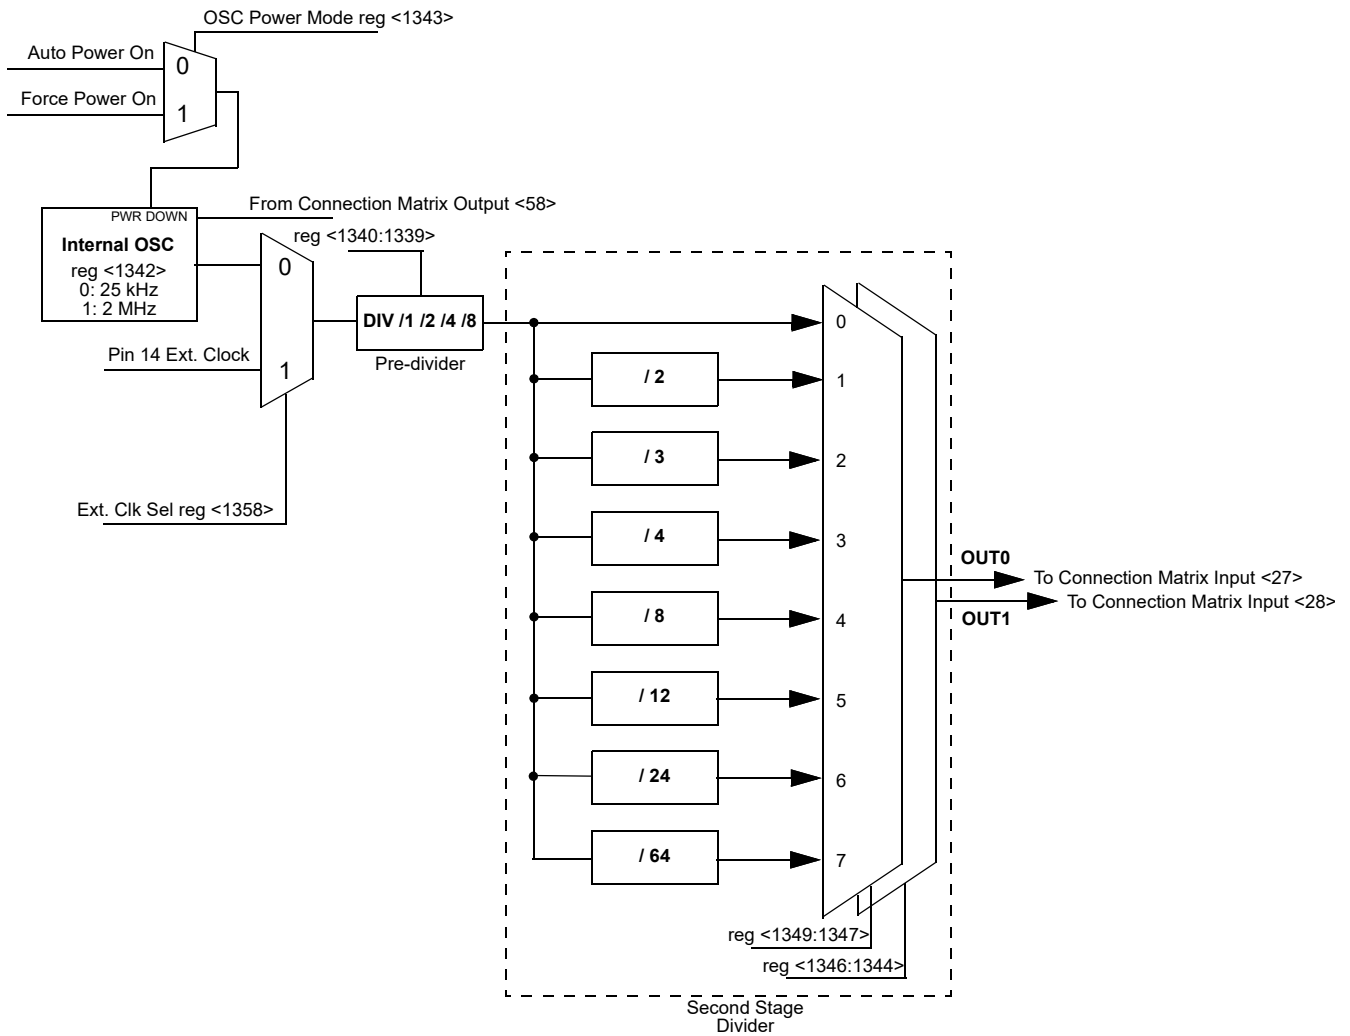 OSC Power Mode reg <1343>
Auto Power On
0
Force Power On
1
From Connection Matrix Output <58>
PWR DOWN
reg <1340:1339>
Internal OSC
reg <1342>
0: 25 kHz
1: 2 MHz
0
DIV /1 /2 /4 /8
Pre-divider
Pin 14 Ext. Clock
1
Ext. Clk Sel reg <1358>
0
/ 2
1
/ 3
2
/ 4
3
/ 8
4
/ 12
5
/ 24
6
/ 64
7
OUT0
To Connection Matrix Input <27>
To Connection Matrix Input <28>
OUT1
reg <1349:1347>
reg <1346:1344>
Second Stage
Divider